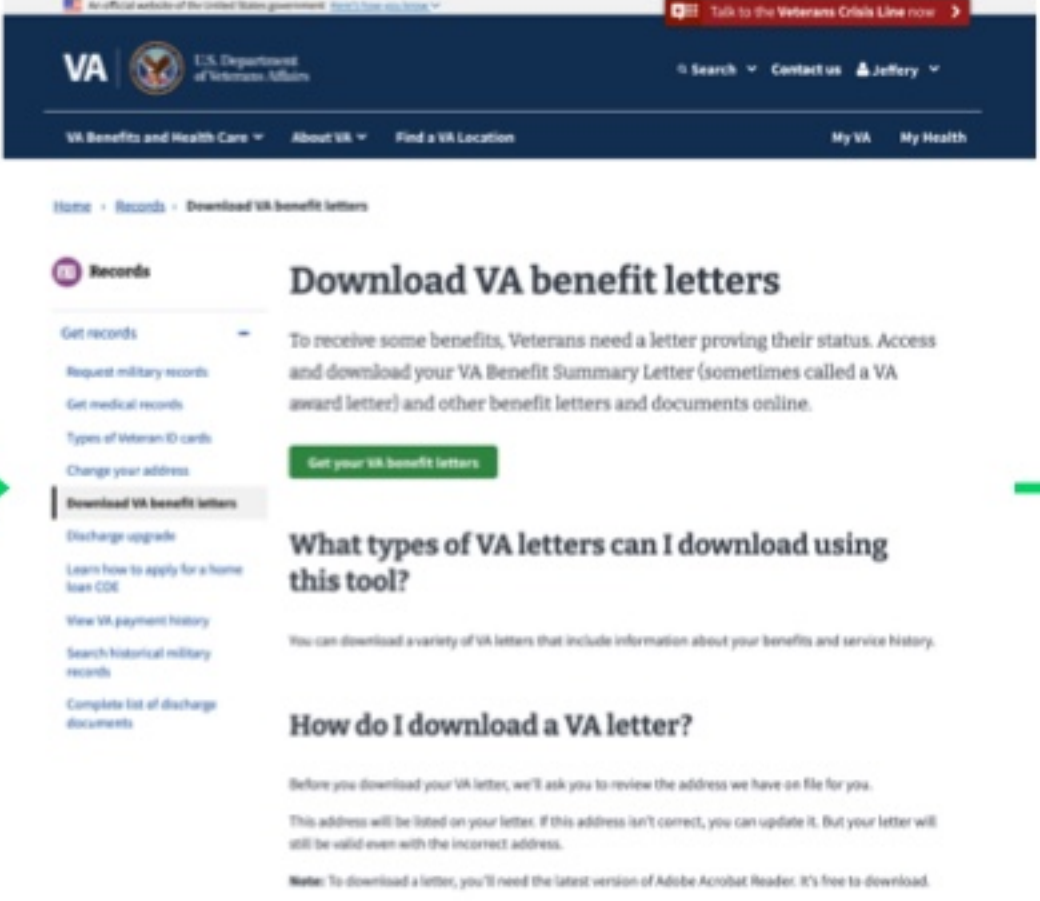 An official website of the United States government Here's how you know
Talk to the Veterans Crisis Line now
VA
U.S. Department
of Veterans Affairs
Search
Contact us
Jeffery
VA Benefits and Health Care
About VA
Find a VA Location
My VA
My Health
Home › Records › Download VA benefit letters
Records
Get records
Request military records
Get medical records
Types of Veteran ID cards
Change your address
Download VA benefit letters
Discharge upgrade
Learn how to apply for a home
loan COE
View VA payment history
Search historical military
records
Complete list of discharge
documents
Download VA benefit letters
To receive some benefits, Veterans need a letter proving their status. Access
and download your VA Benefit Summary Letter (sometimes called a VA
award letter) and other benefit letters and documents online.
Get your VA benefit letters
What types of VA letters can I download using
this tool?
You can download a variety of VA letters that include information about your benefits and service history.
How do I download a VA letter?
Before you download your VA letter, we'll ask you to review the address we have on file for you.
This address will be listed on your letter. If this address isn't correct, you can update it. But your letter will
still be valid even with the incorrect address.
Note: To download a letter, you'll need the latest version of Adobe Acrobat Reader. It's free to download.